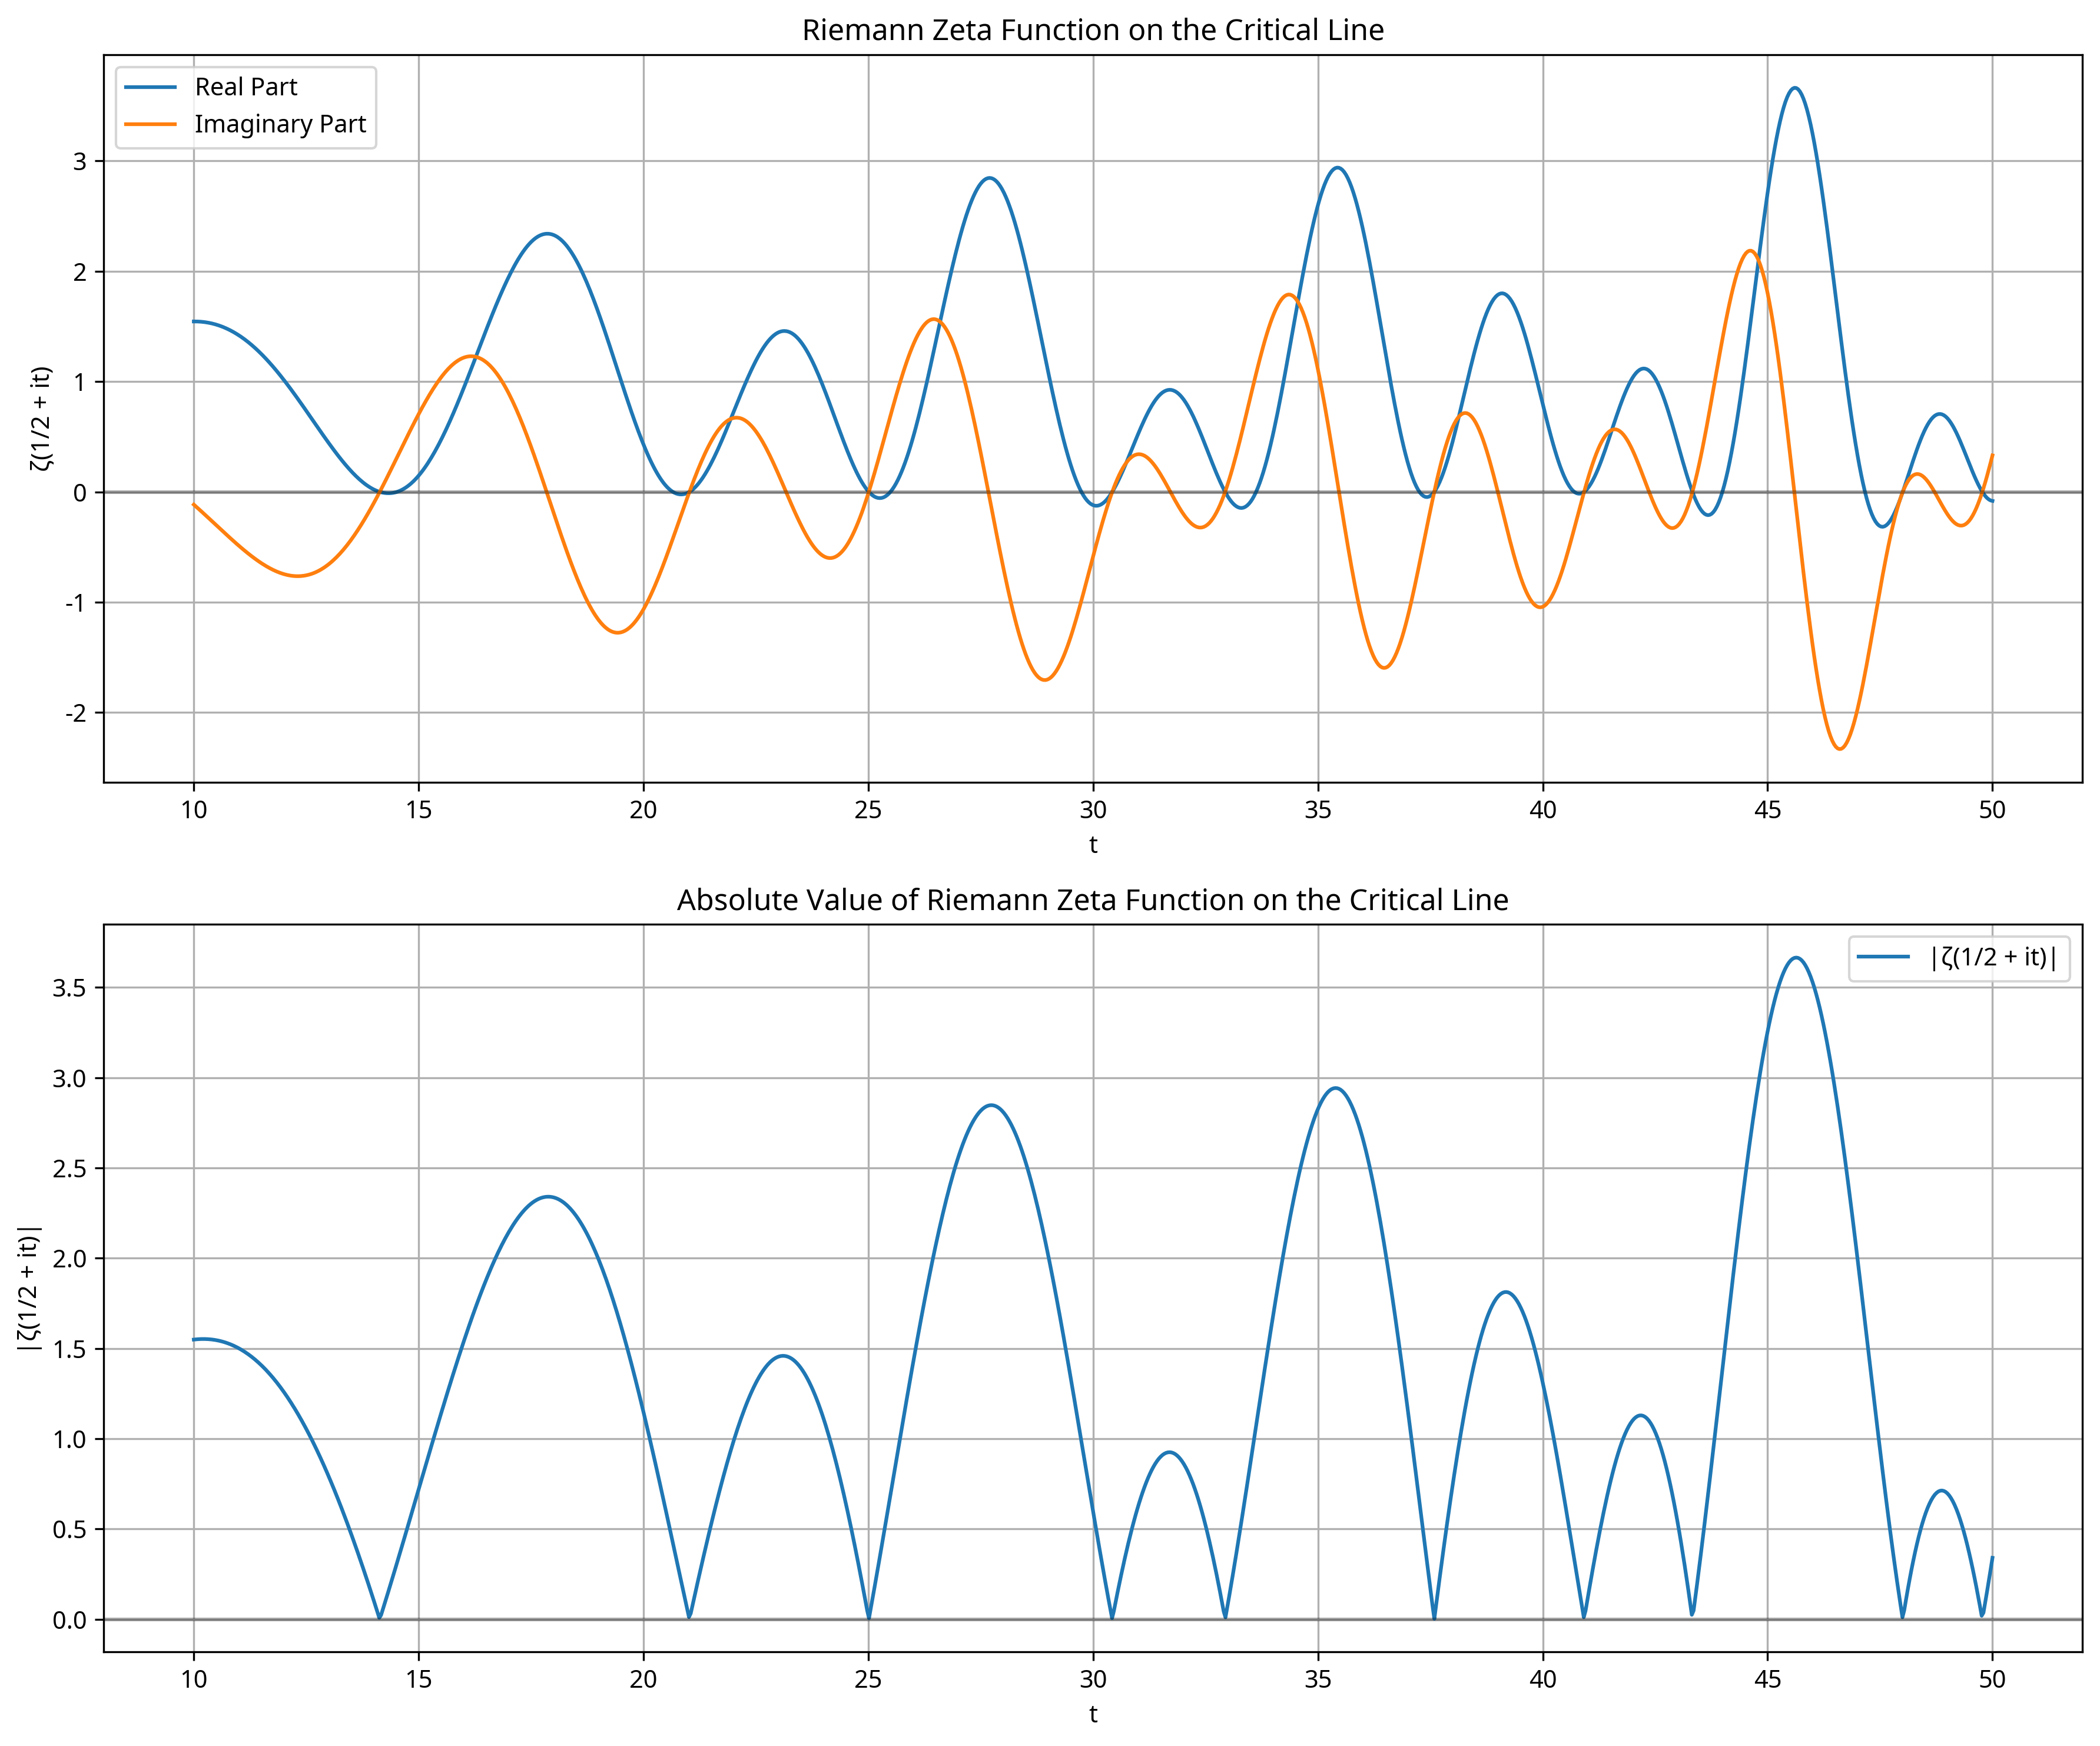 Riemann Zeta Function on the Critical Line
Real Part
Imaginary Part
3
2
1
0
-1
-2
ζ(1/2 + it)
10 15 20 25 30 35 40 45 50
t
Absolute Value of Riemann Zeta Function on the Critical Line
|ζ(1/2 + it)|
3.5
3.0
2.5
2.0
1.5
1.0
0.5
0.0
|ζ(1/2 + it)|
10 15 20 25 30 35 40 45 50
t